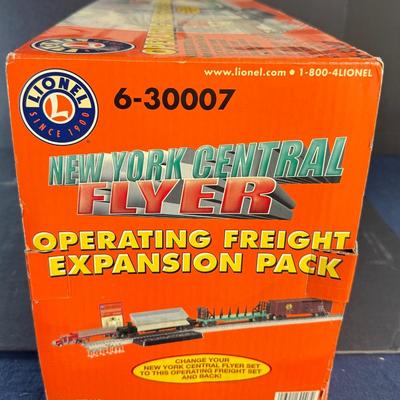 www.lionel.com • 1-800-4LIONEL
LIONEL
L
SINCE 1900
6-30007
NEW YORK CENTRAL
FLYER
OPERATING FREIGHT
EXPANSION PACK
CHANGE YOUR
NEW YORK CENTRAL FLYER SET
TO THIS OPERATING FREIGHT SET
AND BACK!